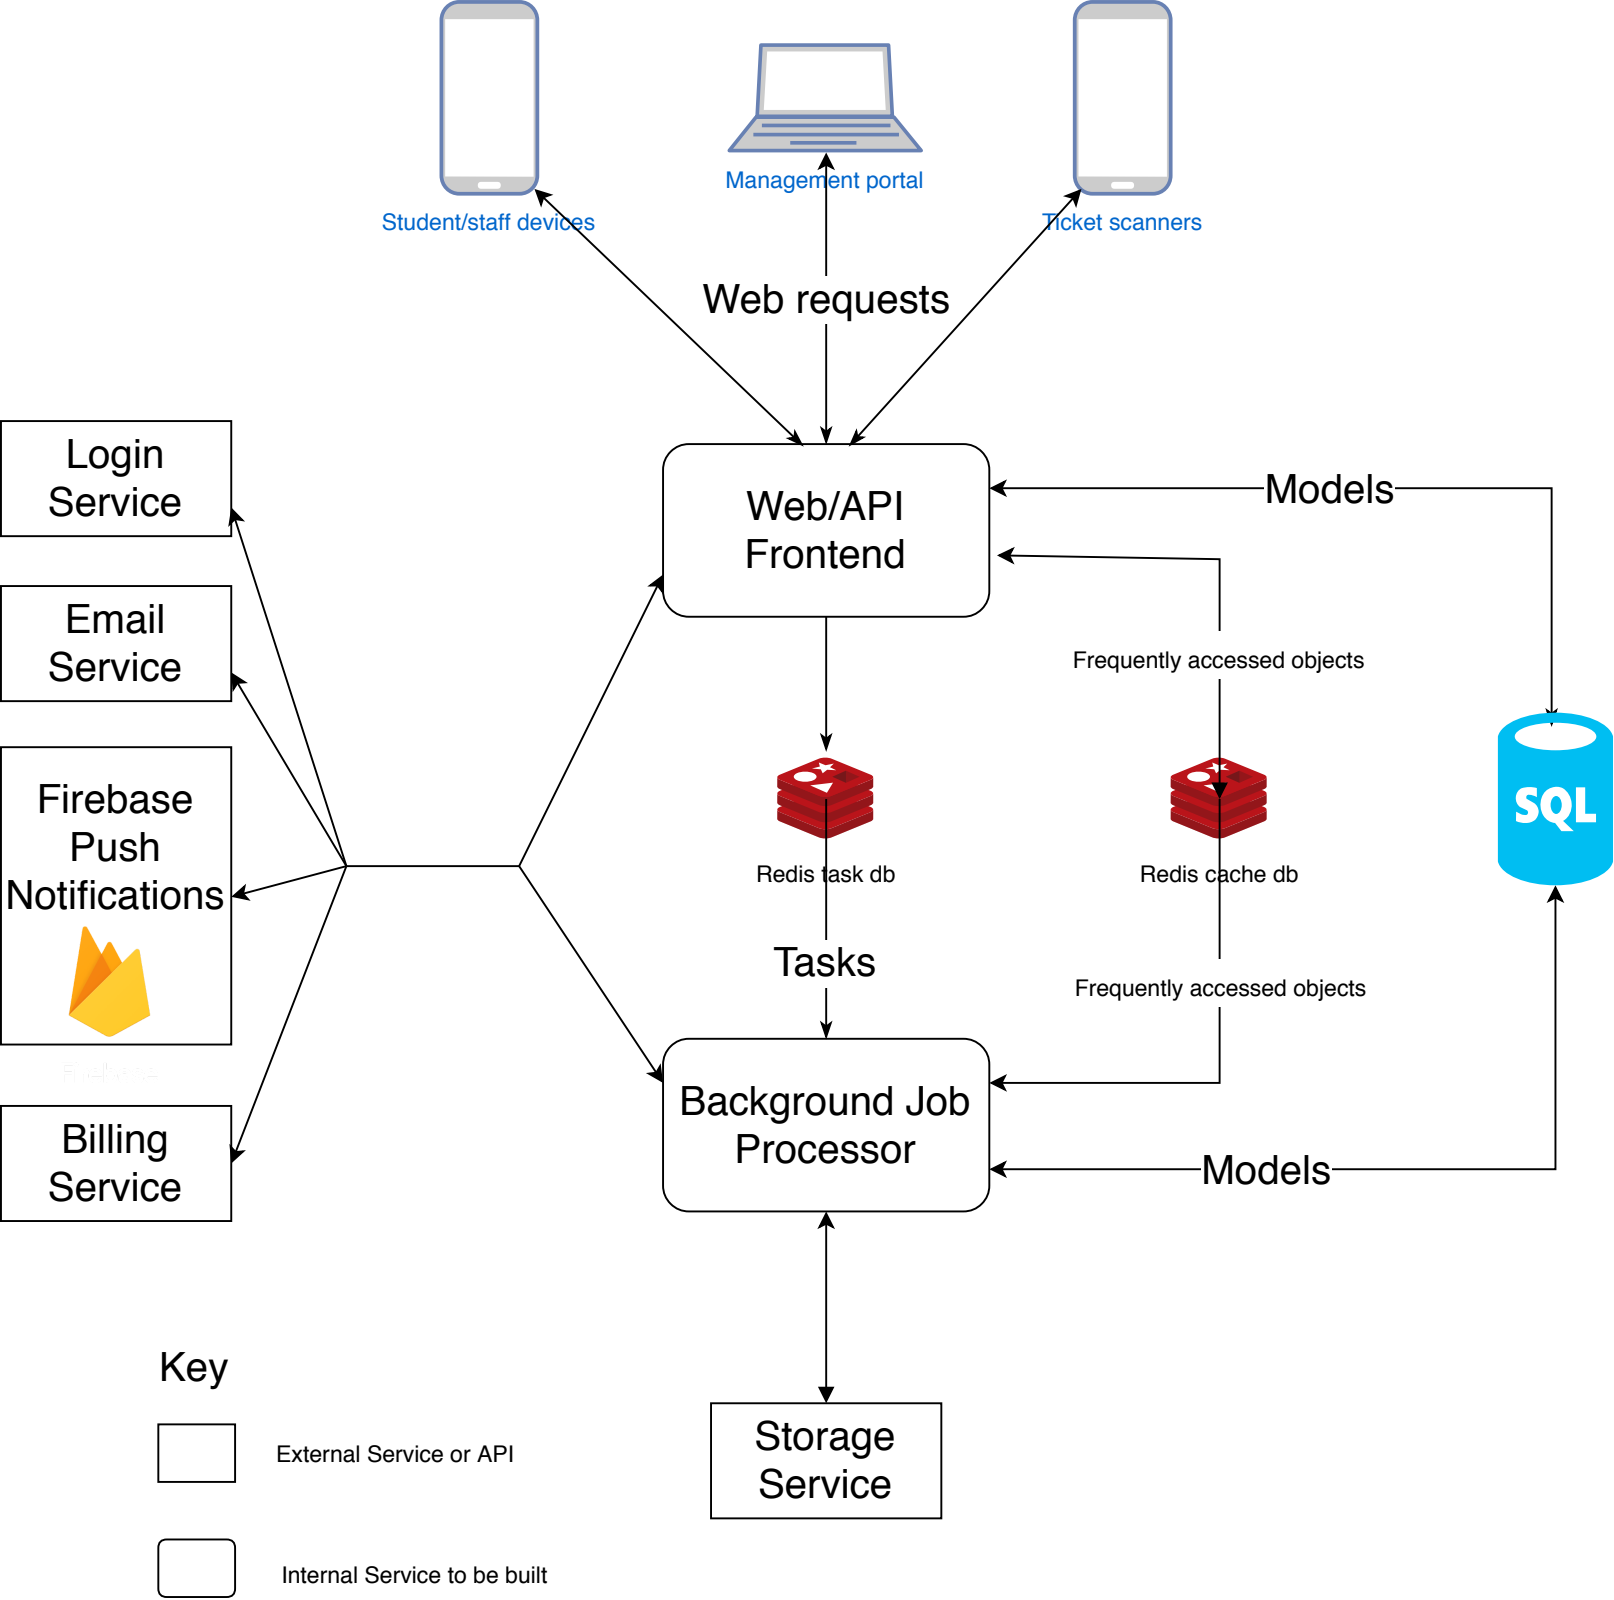 Management portal
Student/staff devices
Ticket scanners
Web requests
Login
Service
Web/API
Frontend
Models
Email
Service
Frequently accessed objects
Firebase
Push
Notifications
SQL
Redis task db
Redis cache db
Tasks
Frequently accessed objects
Background Job
Processor
Billing
Service
Models
Key
Storage
Service
External Service or API
Internal Service to be built